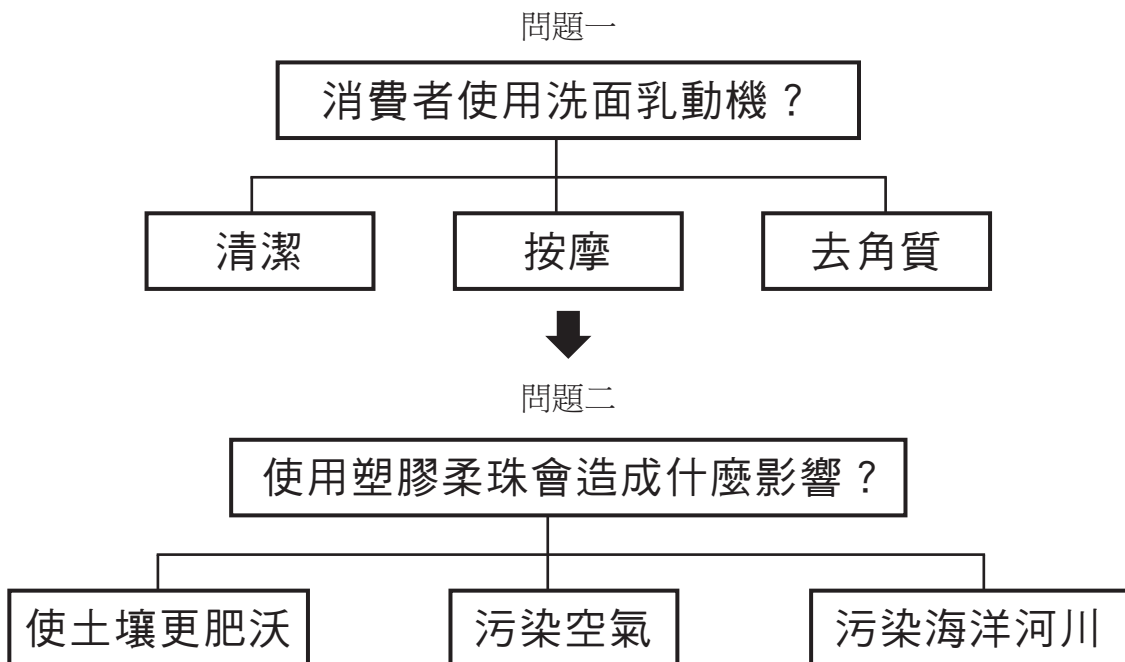 問題一
消費者使用洗面乳動機？
清潔
按摩
去角質
問題二
使用塑膠柔珠會造成什麼影響？
使土壤更肥沃
污染空氣
污染海洋河川